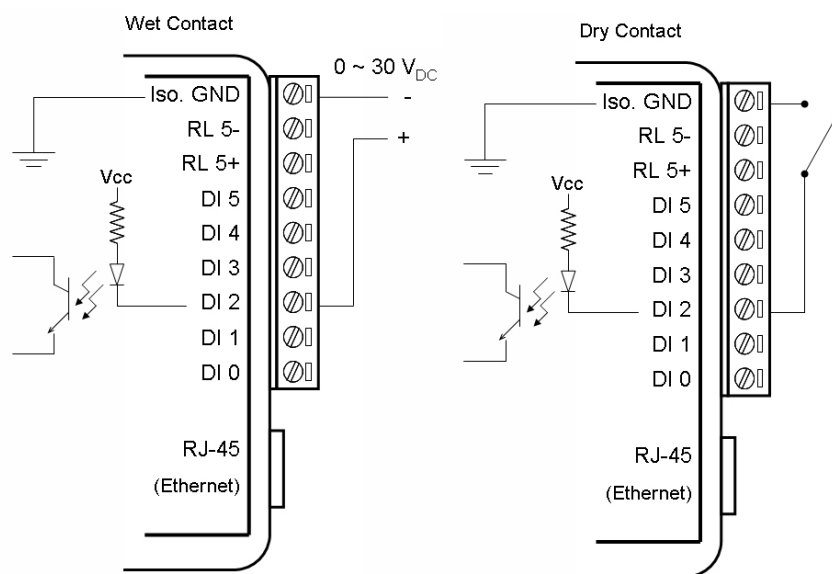 Wet Contact
0 ~ 30 VDC
Iso. GND
-
RL 5-
+
RL 5+
Vcc
DI 5
DI 4
DI 3
DI 2
DI 1
DI 0
RJ-45
(Ethernet)
Dry Contact
Iso. GND
RL 5-
RL 5+
Vcc
DI 5
DI 4
DI 3
DI 2
DI 1
DI 0
RJ-45
(Ethernet)